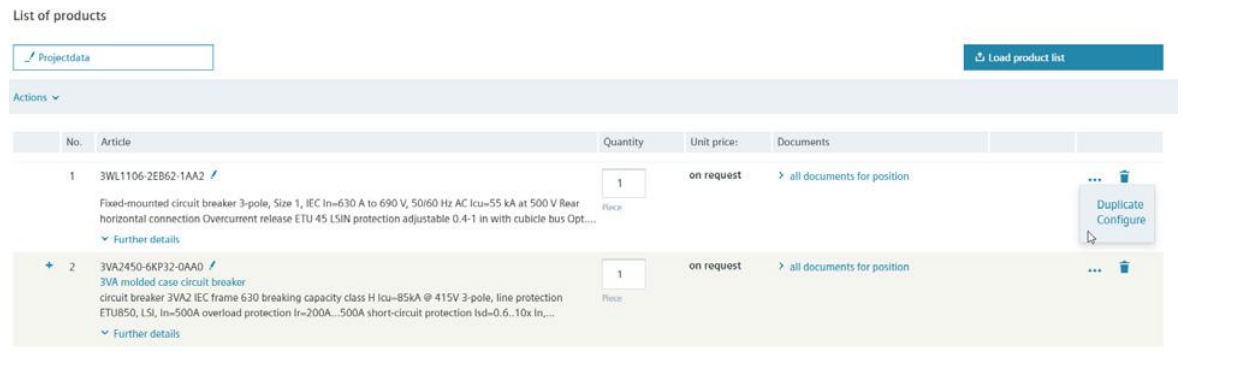 List of products
Projectdata
Load product list
Actions
No. Article Quantity Unit price: Documents
1 3WL1106-2EB62-1AA2 1 on request all documents for position ...
Fixed-mounted circuit breaker 3-pole, Size 1, IEC In=630 A to 690 V, 50/60 Hz AC Icu=55 kA at 500 V Rear Piece
horizontal connection Overcurrent release ETU 45 LSIN protection adjustable 0.4-1 in with cubicle bus Opt....
Further details
Duplicate
Configure
+ 2 3VA2450-6KP32-0AA0 1 on request all documents for position ...
3VA molded case circuit breaker
circuit breaker 3VA2 IEC frame 630 breaking capacity class H Icu=85kA @ 415V 3-pole, line protection Piece
ETU850, LSI, In=500A overload protection Ir=200A...500A short-circuit protection Isd=0.6..10x In,...
Further details